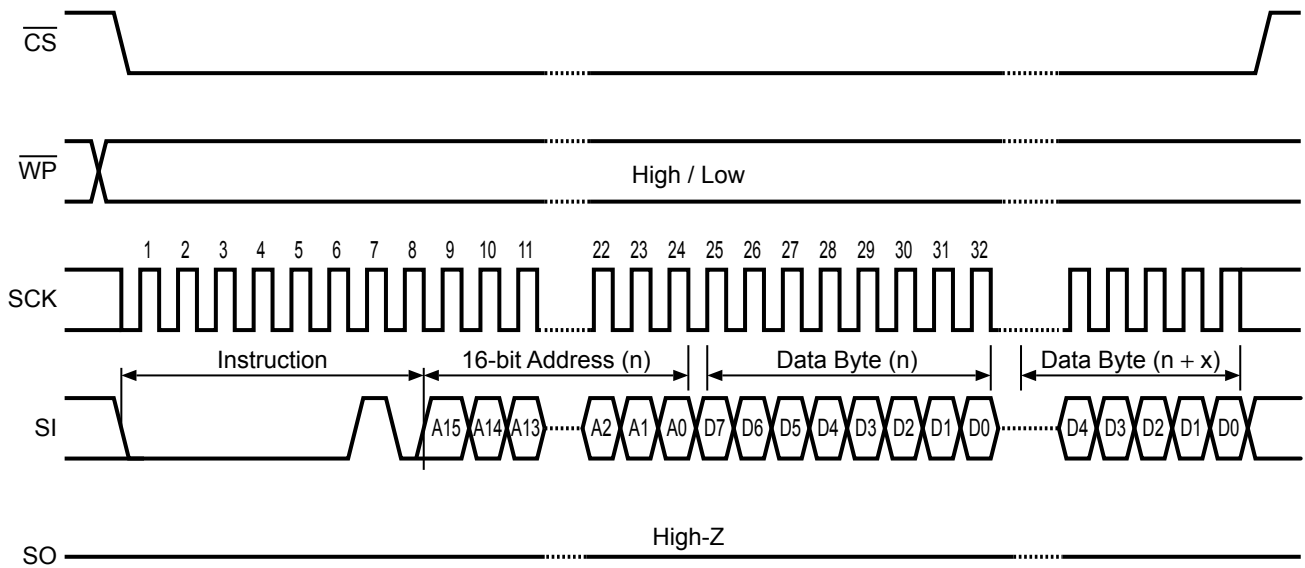 CS
WP
High / Low
1 2 3 4 5 6 7 8 9 10 11 22 23 24 25 26 27 28 29 30 31 32
SCK
Instruction 16-bit Address (n) Data Byte (n) Data Byte (n + x)
SI A15 A14 A13 A2 A1 A0 D7 D6 D5 D4 D3 D2 D1 D0 D4 D3 D2 D1 D0
High-Z
SO